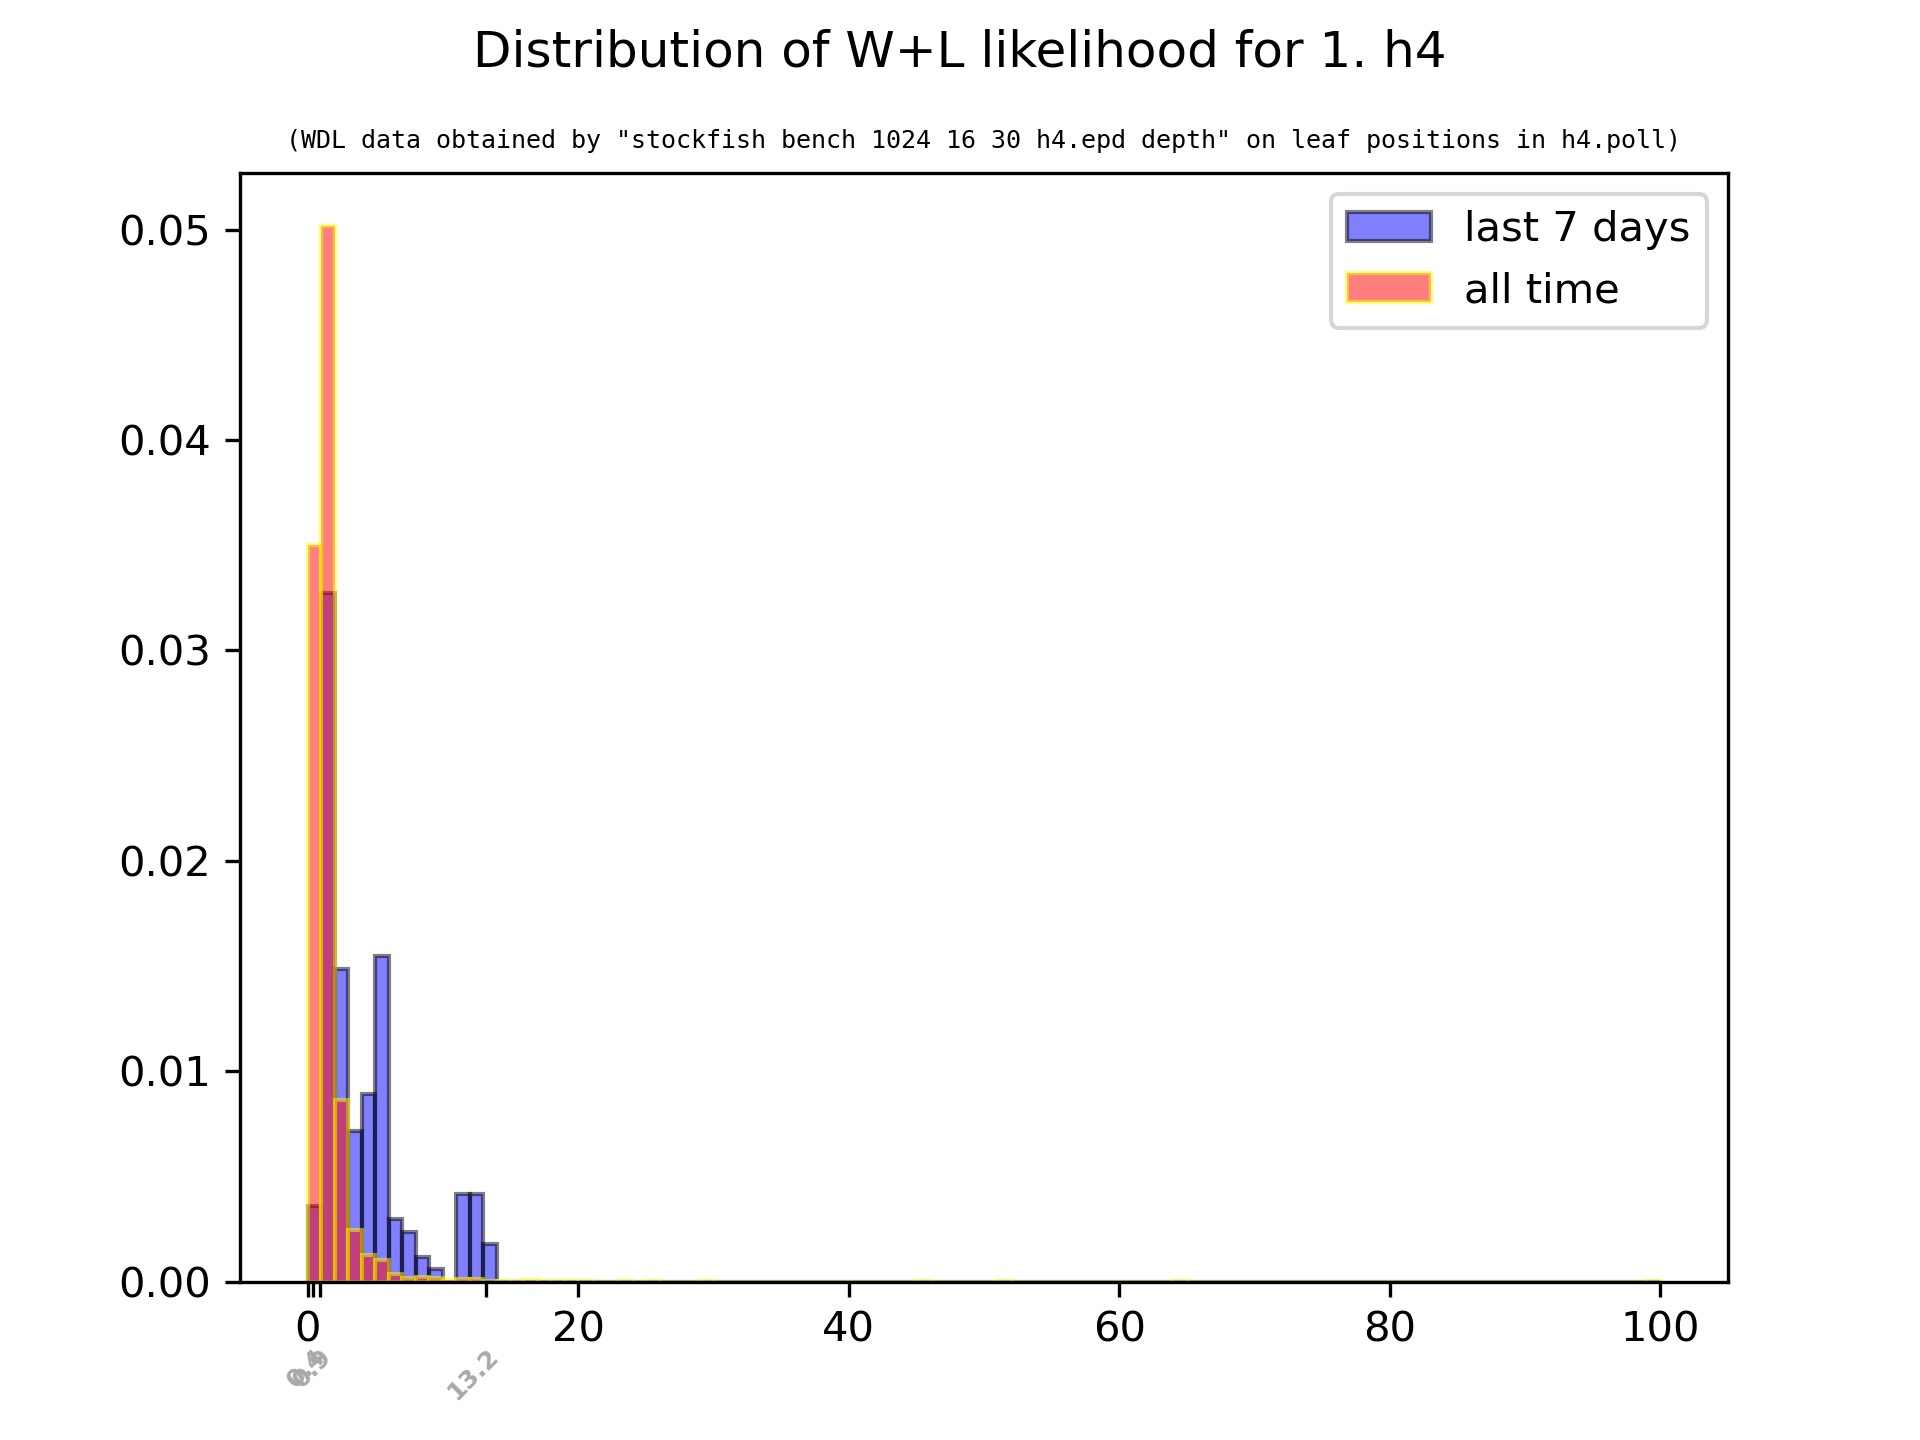 Distribution of W+L likelihood for 1. h4
(WDL data obtained by "stockfish bench 1024 16 30 h4.epd depth" on leaf positions in h4.poll)
last 7 days
all time
0.05
0.04
0.03
0.02
0.01
0.00
0 20 40 60 80 100
13.2